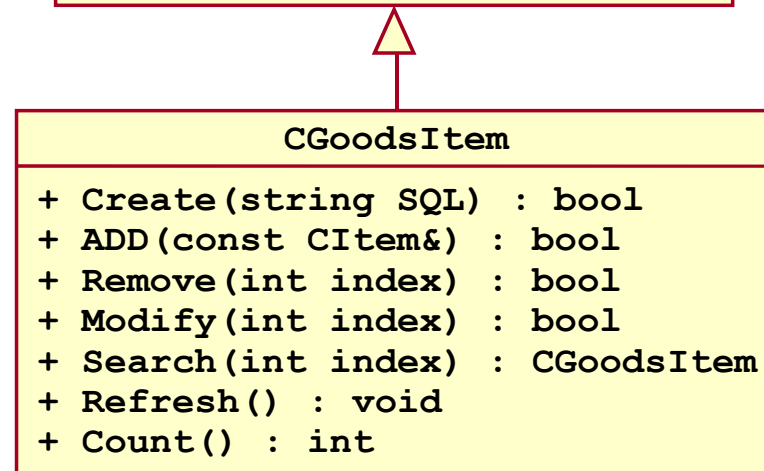 CGoodsItem
+ Create(string SQL) : bool
+ ADD(const CItem&) : bool
+ Remove(int index) : bool
+ Modify(int index) : bool
+ Search(int index) : CGoodsItem
+ Refresh() : void
+ Count() : int